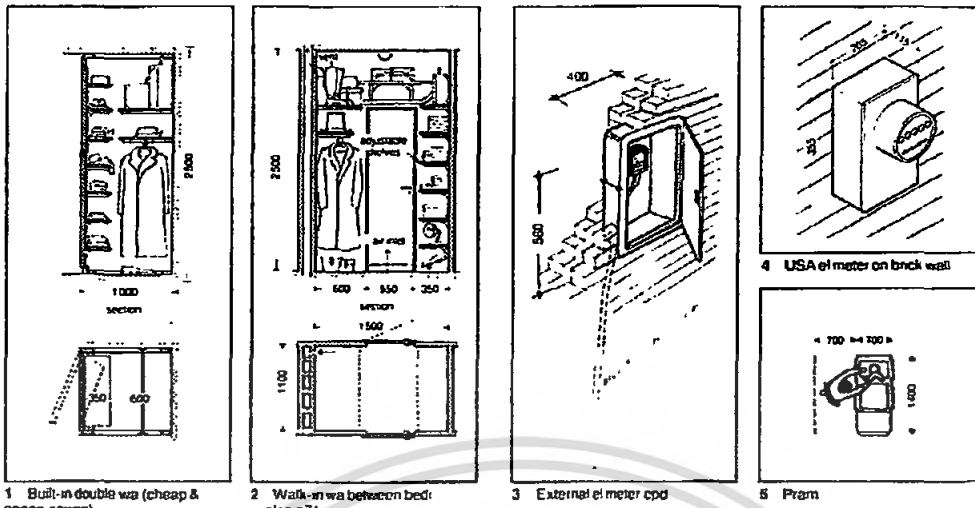 2500
1000
section
350 600
1 Built-in double wa (cheap &
2500
adjustable
shelves
600 550 350
section
1500
1100
2 Walk-in wa between bedr
400
560
3 External el meter cpd
265
4 USA el meter on brick wall
700 700
1400
5 Pram